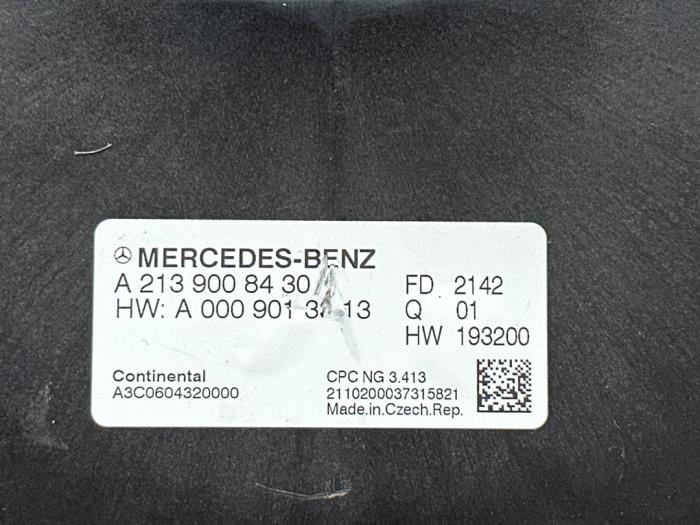 MERCEDES-BENZ
A 213 900 84 30
FD 2142
HW: A 000 901 13
Q 01
HW 193200
Continental
A3C0604320000
CPC NG 3.413
2110200037315821
Made.in.Czech.Rep.